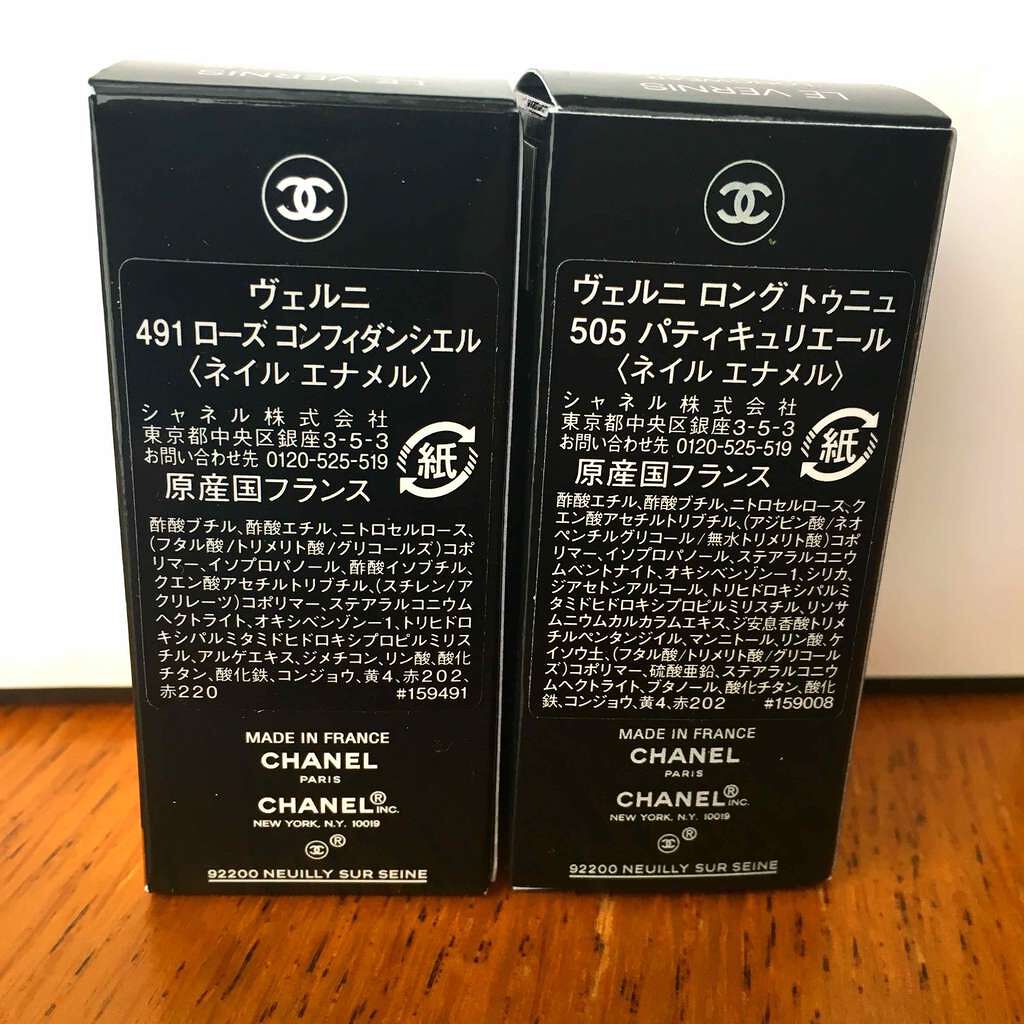 LE VERNIS
ヴェルニ
491 ローズ コンフィダンシエル
〈ネイル エナメル〉
シャネル株式会社
東京都中央区銀座3-5-3
お問い合わせ先 0120-525-519
紙
原産国フランス
酢酸ブチル、酢酸エチル、ニトロセルロース、
(フタル酸/トリメリト酸/グリコールズ)コポ
リマー、イソプロパノール、酢酸イソブチル、
クエン酸アセチルトリブチル、(スチレン/ア
クリレーツ)コポリマー、ステアラルコニウム
ヘクトライト、オキシベンゾン-1、トリヒドロ
キシパルミタミドヒドロキシプロピルミリス
チル、アルゲエキス、ジメチコン、リン酸、酸化
チタン、酸化鉄、コンジョウ、黄4、赤202、
赤220 #159491
MADE IN FRANCE
CHANEL
PARIS
CHANEL® INC.
NEW YORK, N.Y. 10019
®
92200 NEUILLY SUR SEINE
LE VERNIS
LONGWEAR
ヴェルニ ロング トゥニュ
505 パティキュリエール
〈ネイル エナメル〉
シャネル株式会社
東京都中央区銀座3-5-3
お問い合わせ先 0120-525-519
紙
原産国フランス
酢酸エチル、酢酸ブチル、ニトロセルロース、ク
エン酸アセチルトリブチル、(アジピン酸/ネオ
ペンチルグリコール/無水トリメリト酸)コポ
リマー、イソプロパノール、ステアラルコニウ
ムベントナイト、オキシベンゾン-1、シリカ、
ジアセトンアルコール、トリヒドロキシパルミ
タミドヒドロキシプロピルミリスチル、リソサ
ムニウムカルカラムエキス、ジ安息香酸トリメ
チルペンタンジイル、マンニトール、リン酸、ケ
イソウ土、(フタル酸/トリメリト酸/グリコール
ズ)コポリマー、硫酸亜鉛、ステアラルコニウ
ムヘクトライト、ブタノール、酸化チタン、酸化
鉄、コンジョウ、黄4、赤202 #159008
MADE IN FRANCE
CHANEL
PARIS
CHANEL® INC.
NEW YORK, N.Y. 10019
®
92200 NEUILLY SUR SEINE